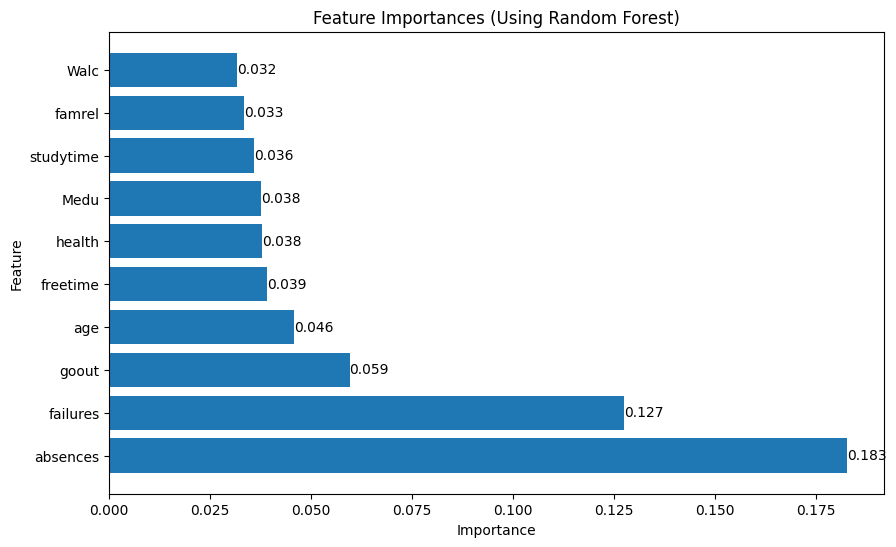 Feature Importances (Using Random Forest)
Feature
Walc 0.032
famrel 0.033
studytime 0.036
Medu 0.038
health 0.038
freetime 0.039
age 0.046
goout 0.059
failures 0.127
absences 0.183
0.000 0.025 0.050 0.075 0.100 0.125 0.150 0.175
Importance